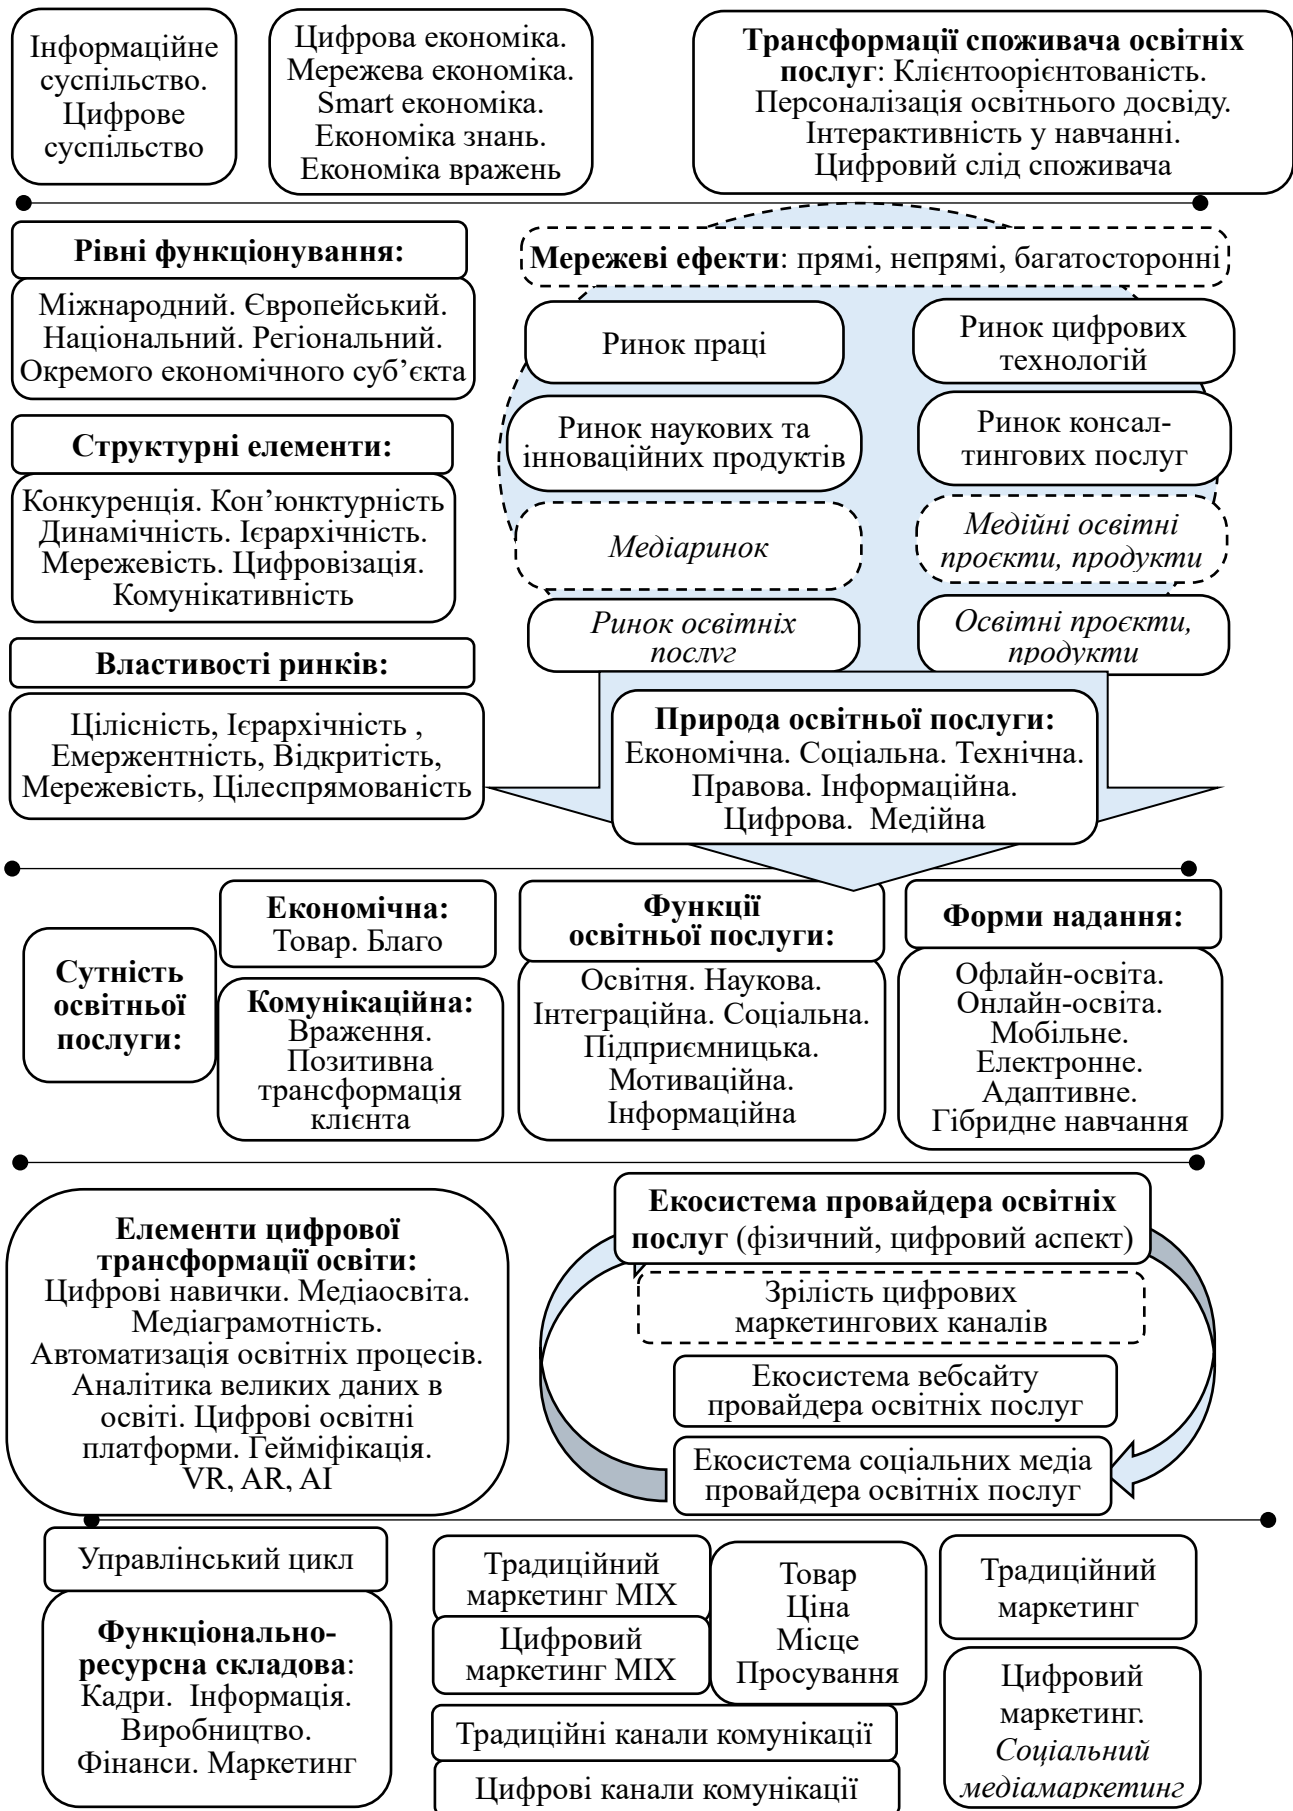 Інформаційне
суспільство.
Цифрове
суспільство
Цифрова економіка.
Мережева економіка.
Smart економіка.
Економіка знань.
Економіка вражень
Трансформації споживача освітніх
послуг: Клієнтоорієнтованість.
Персоналізація освітнього досвіду.
Інтерактивність у навчанні.
Цифровий слід споживача
Рівні функціонування:
Міжнародний. Європейський.
Національний. Регіональний.
Окремого економічного суб’єкта
Структурні елементи:
Конкуренція. Кон’юнктурність
Динамічність. Ієрархічність.
Мережевість. Цифровізація.
Комунікативність
Властивості ринків:
Цілісність, Ієрархічність ,
Емержентність, Відкритість,
Мережевість, Цілеспрямованість
Мережеві ефекти: прямі, непрямі, багатосторонні
Ринок праці
Ринок цифрових
технологій
Ринок наукових та
інноваційних продуктів
Ринок консал-
тингових послуг
Медіаринок
Медійні освітні
проєкти, продукти
Ринок освітніх
послуг
Освітні проєкти,
продукти
Природа освітньої послуги:
Економічна. Соціальна. Технічна.
Правова. Інформаційна.
Цифрова. Медійна
Сутність
освітньої
послуги:
Економічна:
Товар. Благо
Комунікаційна:
Враження.
Позитивна
трансформація
клієнта
Функції
освітньої послуги:
Освітня. Наукова.
Інтеграційна. Соціальна.
Підприємницька.
Мотиваційна.
Інформаційна
Форми надання:
Офлайн-освіта.
Онлайн-освіта.
Мобільне.
Електронне.
Адаптивне.
Гібридне навчання
Елементи цифрової
трансформації освіти:
Цифрові навички. Медіаосвіта.
Медіаграмотність.
Автоматизація освітніх процесів.
Аналітика великих даних в
освіті. Цифрові освітні
платформи. Гейміфікація.
VR, AR, AI
Екосистема провайдера освітніх
послуг (фізичний, цифровий аспект)
Зрілість цифрових
маркетингових каналів
Екосистема вебсайту
провайдера освітніх послуг
Екосистема соціальних медіа
провайдера освітніх послуг
Управлінський цикл
Функціонально-
ресурсна складова:
Кадри. Інформація.
Виробництво.
Фінанси. Маркетинг
Традиційний
маркетинг МІХ
Цифровий
маркетинг МІХ
Товар
Ціна
Місце
Просування
Традиційні канали комунікації
Цифрові канали комунікації
Традиційний
маркетинг
Цифровий
маркетинг.
Соціальний
медіамаркетинг